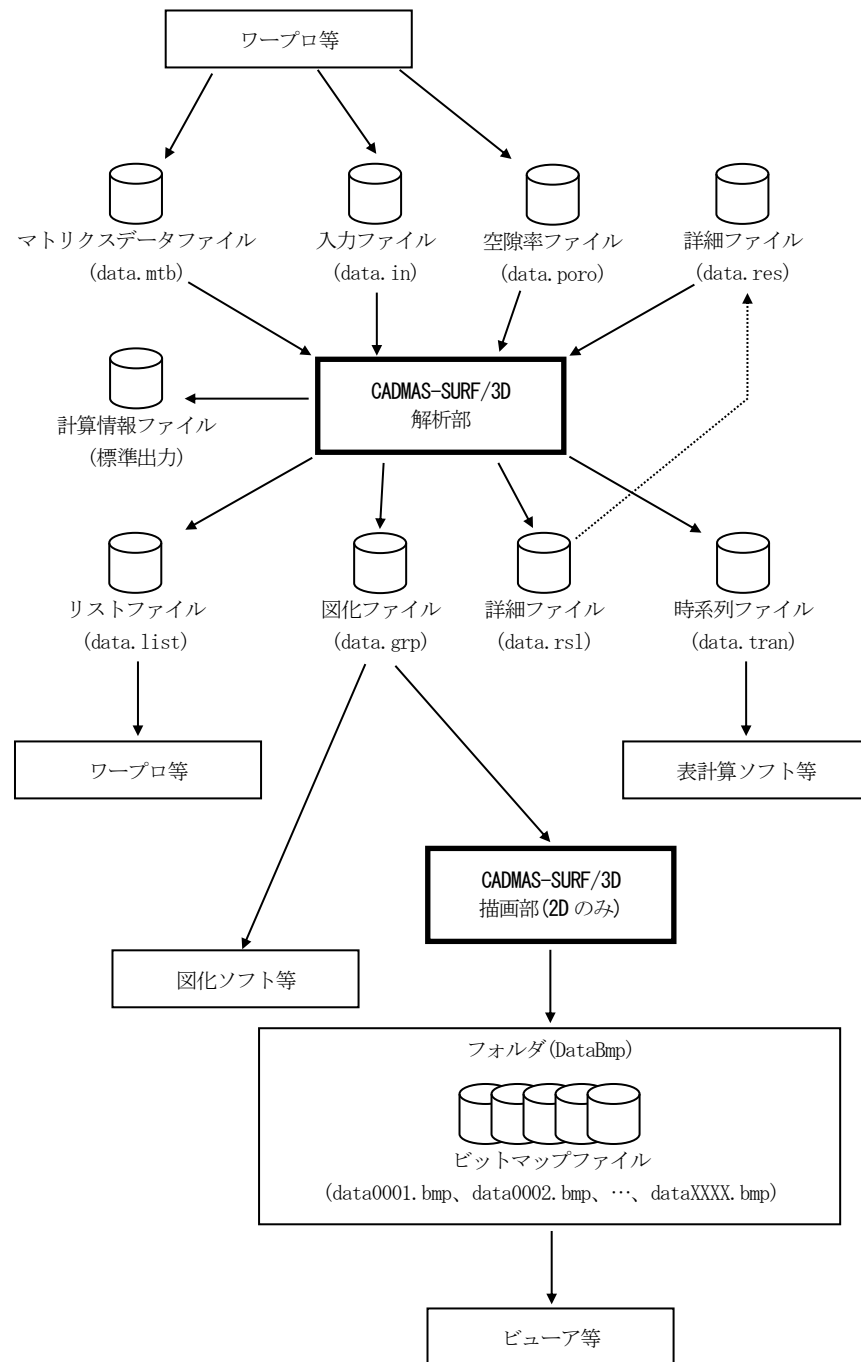 ワープロ等
マトリクスデータファイル
(data.mtb)
入力ファイル
(data.in)
空隙率ファイル
(data.poro)
詳細ファイル
(data.res)
CADMAS-SURF/3D
解析部
計算情報ファイル
(標準出力)
リストファイル
(data.list)
図化ファイル
(data.grp)
詳細ファイル
(data.rsl)
時系列ファイル
(data.tran)
ワープロ等
表計算ソフト等
CADMAS-SURF/3D
描画部(2D のみ)
図化ソフト等
フォルダ(DataBmp)
ビットマップファイル
(data0001.bmp、data0002.bmp、…、dataXXXX.bmp)
ビューア等